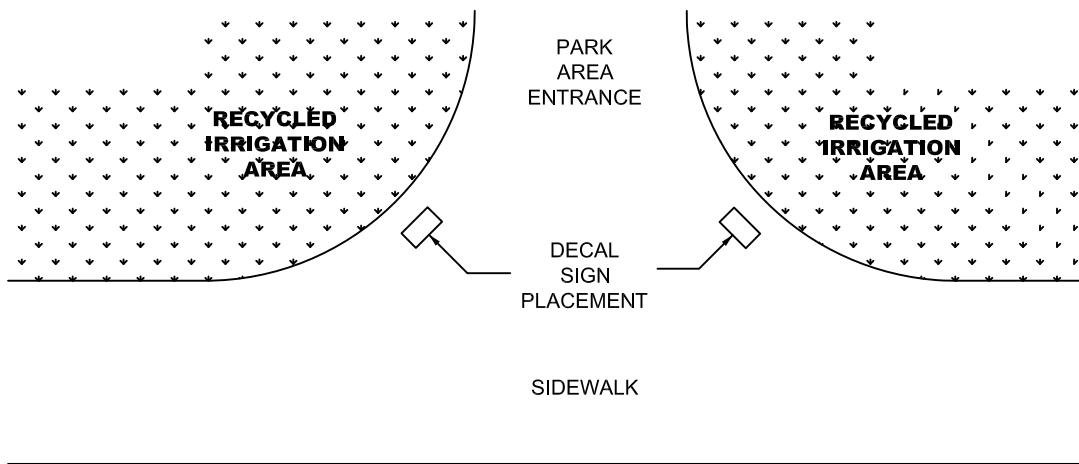 PARK
AREA
ENTRANCE
RECYCLED
IRRIGATION
AREA
RECYCLED
IRRIGATION
AREA
DECAL
SIGN
PLACEMENT
SIDEWALK